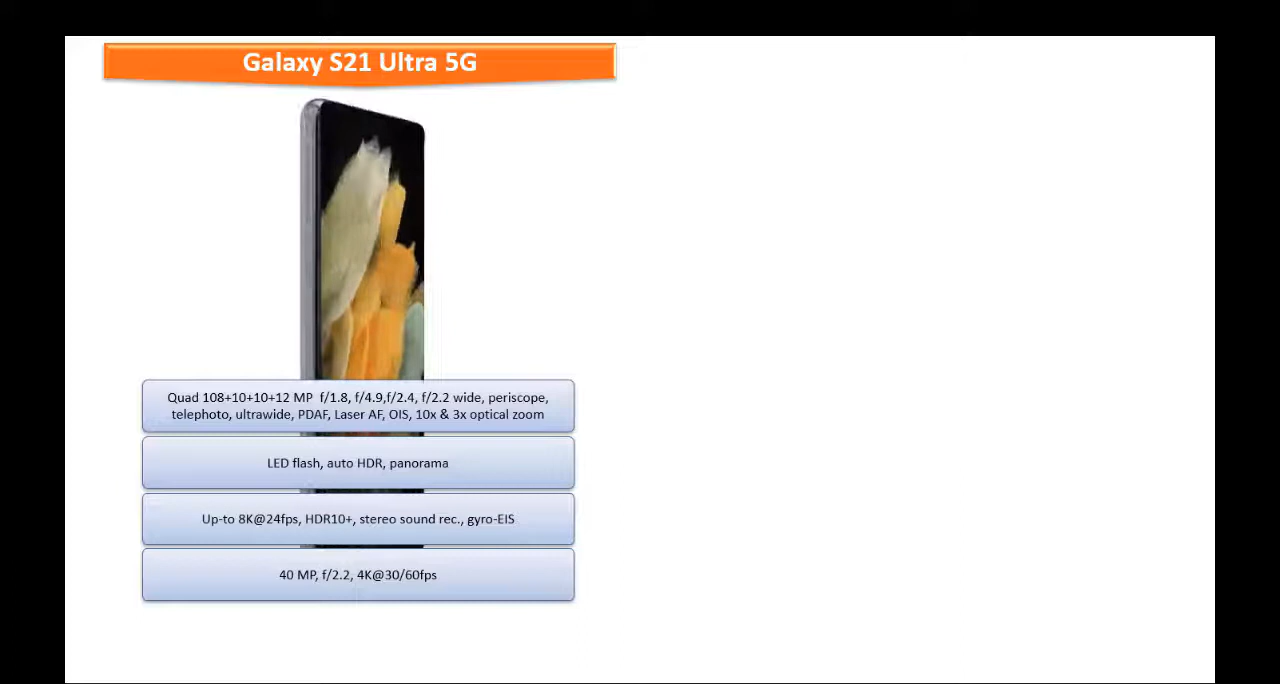 Galaxy S21 Ultra 5G
Quad 108+10+10+12 MP  f/1.8, f/4.9,f/2.4, f/2.2 wide, periscope,
telephoto, ultrawide, PDAF, Laser AF, OIS, 10x & 3x optical zoom
LED flash, auto HDR, panorama
Up-to 8K@24fps, HDR10+, stereo sound rec., gyro-EIS
40 MP, f/2.2, 4K@30/60fps